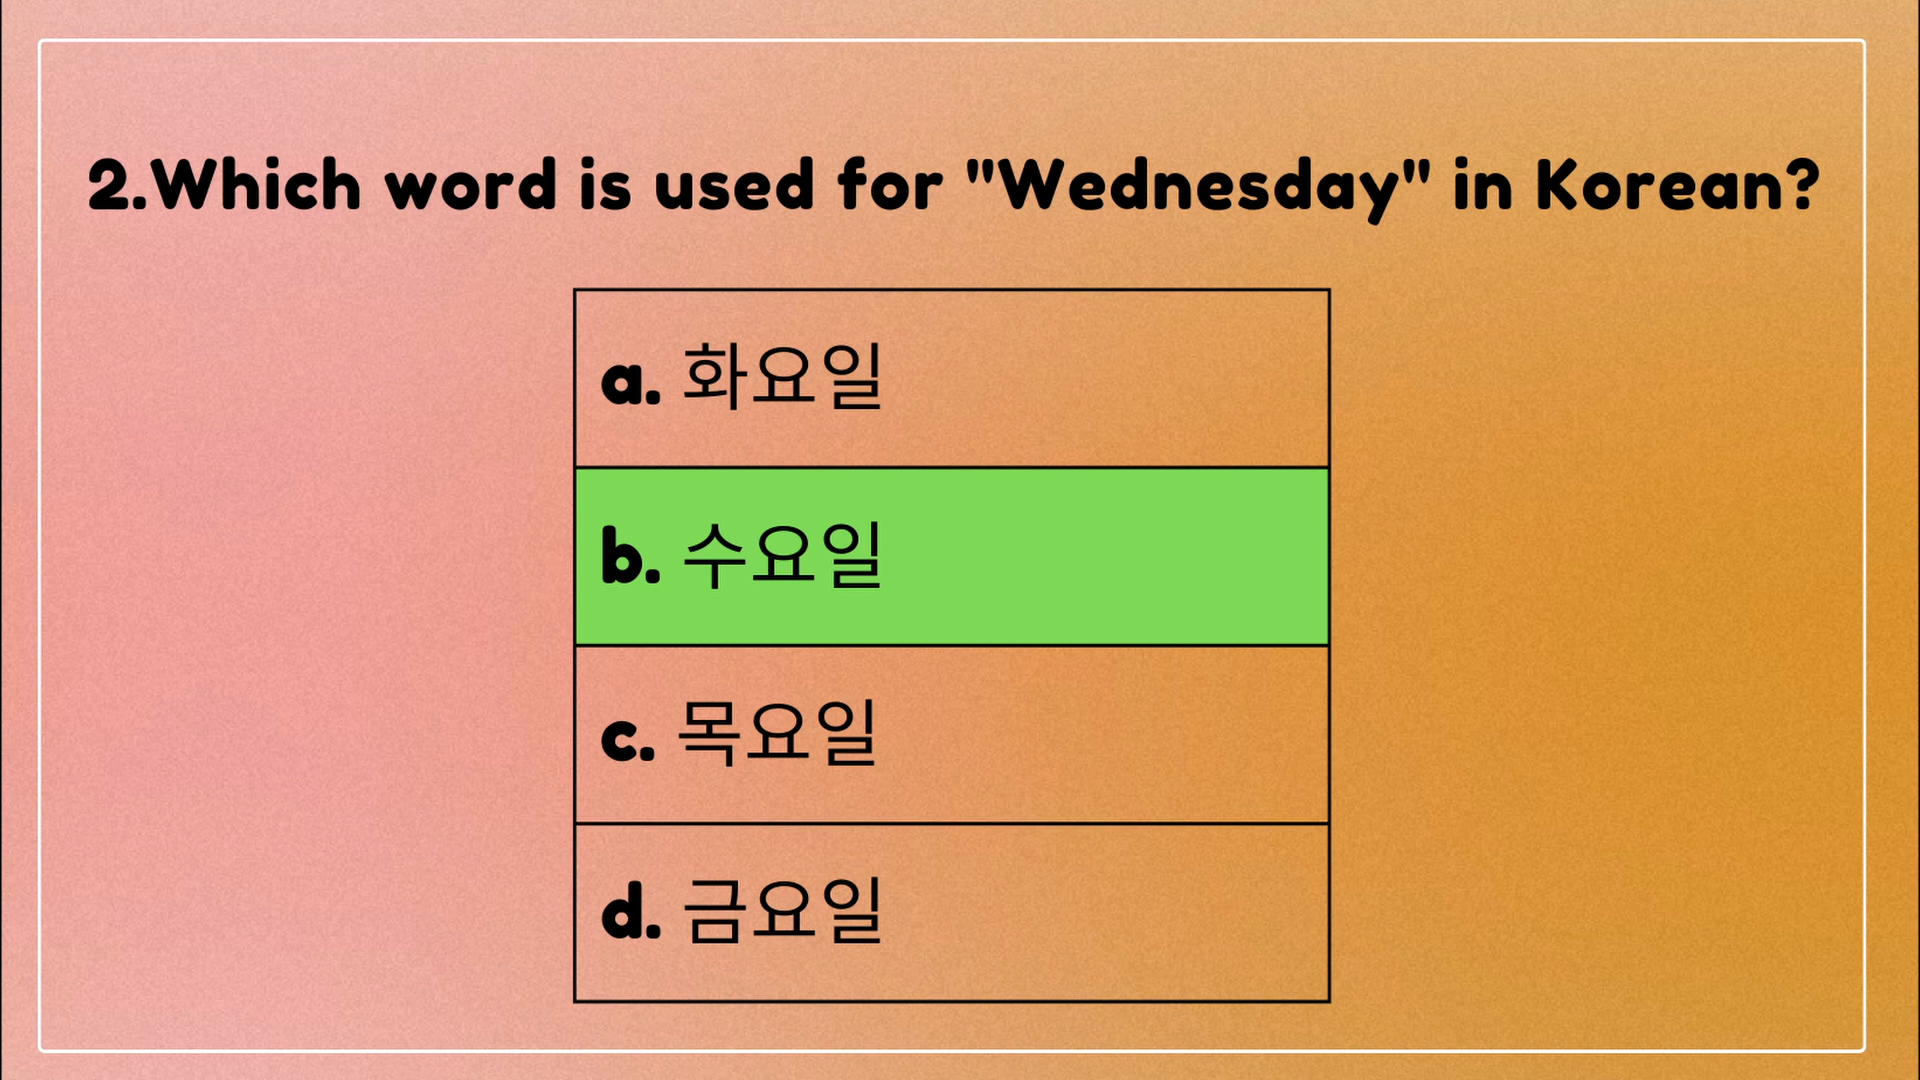 2.Which word is used for "Wednesday" in Korean?
a. 화요일
b. 수요일
c. 목요일
d. 금요일